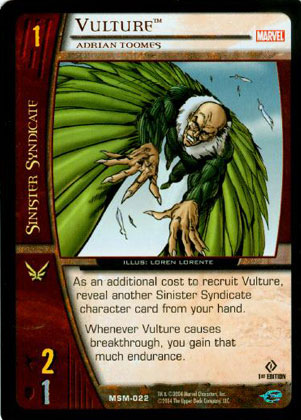 1
VULTURE™
ADRIAN TOOMES
MARVEL
SINISTER SYNDICATE
ILLUS: LOREN LORENTE
As an additional cost to recruit Vulture,
reveal another Sinister Syndicate
character card from your hand.
Whenever Vulture causes
breakthrough, you gain that
much endurance.
2
1
MSM-022
1ST EDITION